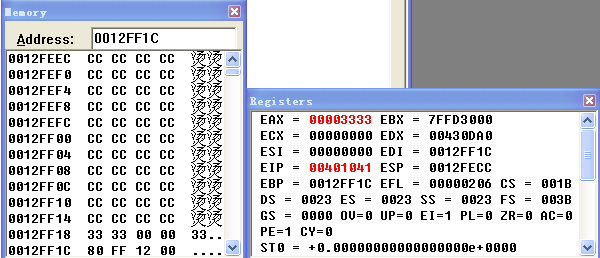 Memory
Address: 0012FF1C
0012FEEC CC CC CC CC 烫烫
0012FEF0 CC CC CC CC 烫烫
0012FEF4 CC CC CC CC 烫烫
0012FEF8 CC CC CC CC 烫烫
0012FEFC CC CC CC CC 烫烫
0012FF00 CC CC CC CC 烫烫
0012FF04 CC CC CC CC 烫烫
0012FF08 CC CC CC CC 烫烫
0012FF0C CC CC CC CC 烫烫
0012FF10 CC CC CC CC 烫烫
0012FF14 CC CC CC CC 烫烫
0012FF18 33 33 00 00 33..
0012FF1C 80 FF 12 00 ....
Registers
EAX = 00003333 EBX = 7FFD3000
ECX = 00000000 EDX = 00430DA0
ESI = 00000000 EDI = 0012FF1C
EIP = 00401041 ESP = 0012FECC
EBP = 0012FF1C EFL = 00000206 CS = 001B
DS = 0023 ES = 0023 SS = 0023 FS = 003B
GS = 0000 OV=0 UP=0 EI=1 PL=0 ZR=0 AC=0
PE=1 CY=0
ST0 = +0.00000000000000000e+0000